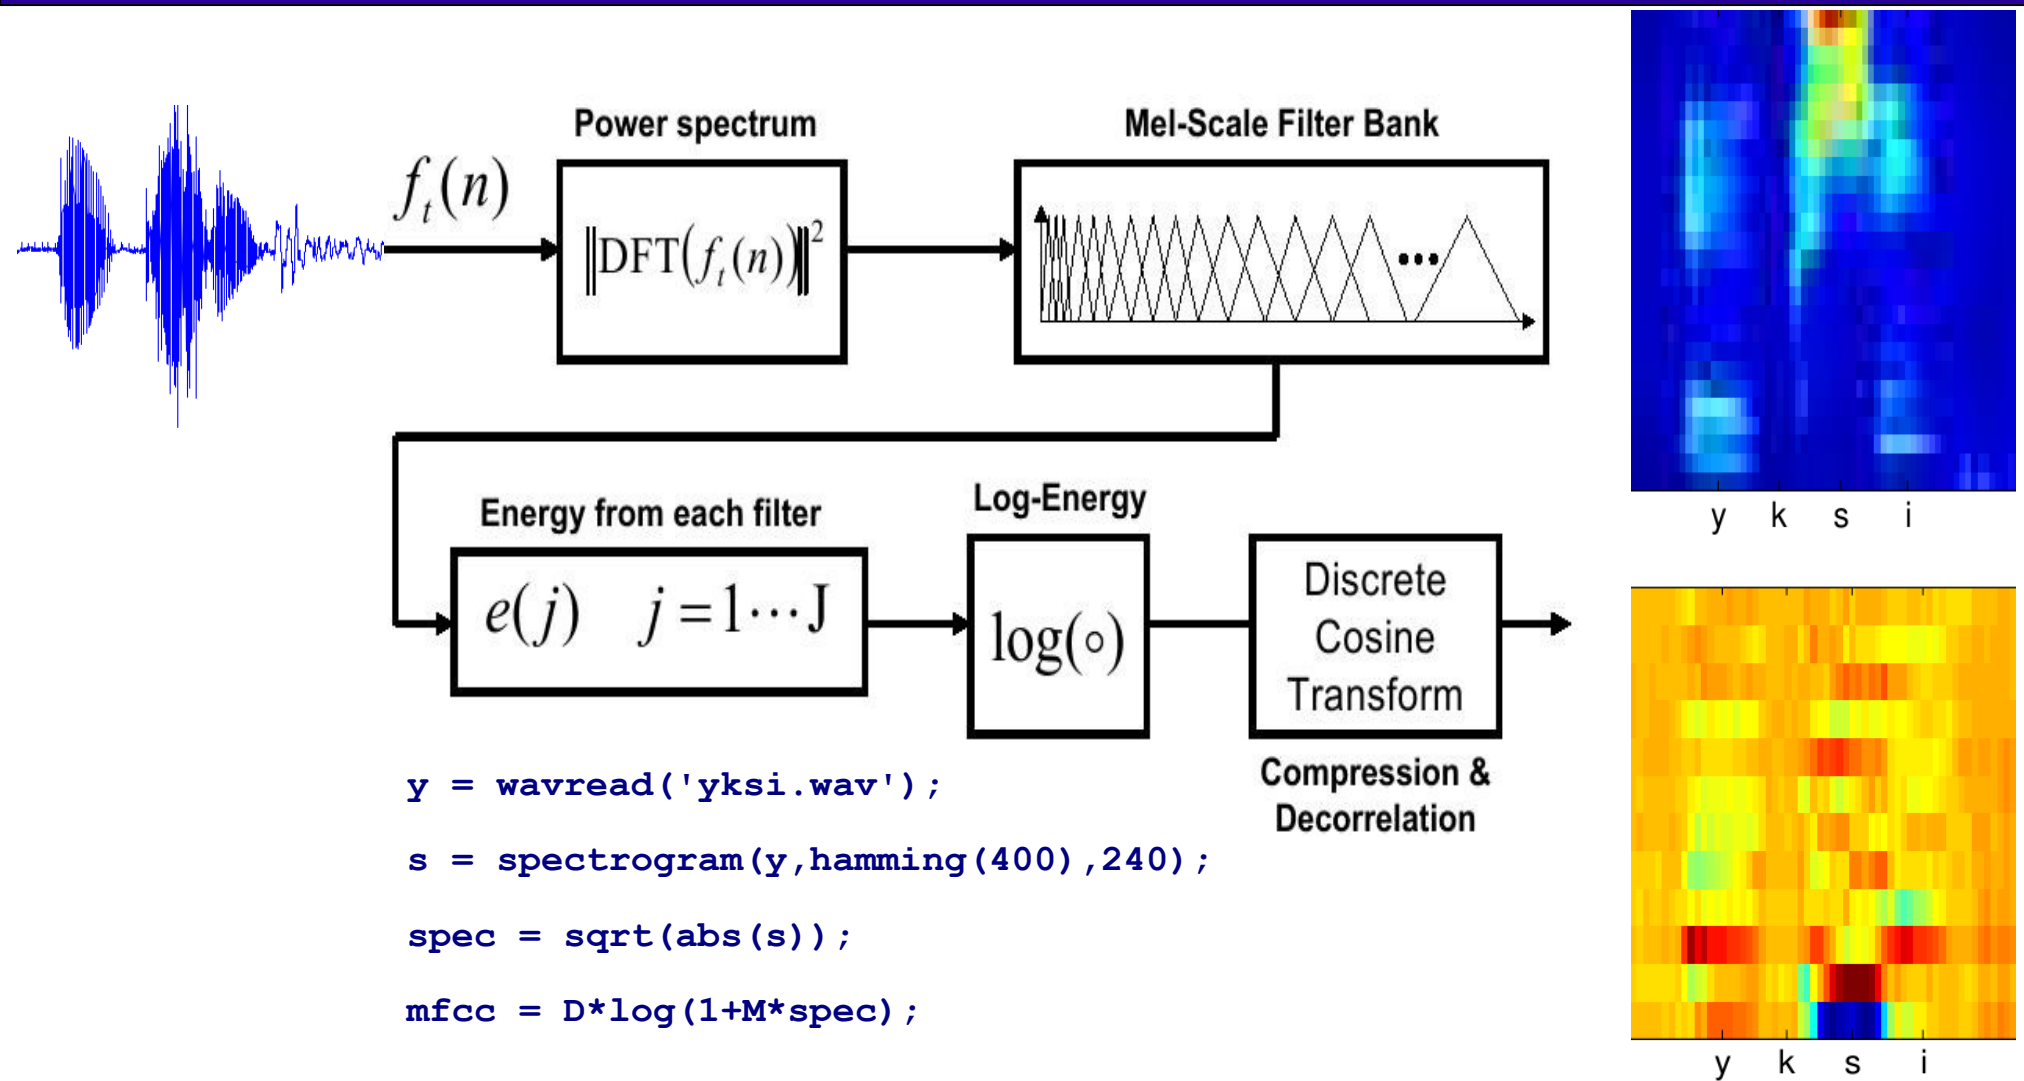 Power spectrum
Mel-Scale Filter Bank
f_t(n)
‖DFT(f_t(n))‖²
•••
y k s i
Energy from each filter
Log-Energy
e(j) j = 1⋯J
log(∘)
Discrete
Cosine
Transform
Compression &
Decorrelation
y = wavread('yksi.wav');
s = spectrogram(y,hamming(400),240);
spec = sqrt(abs(s));
mfcc = D*log(1+M*spec);
y k s i